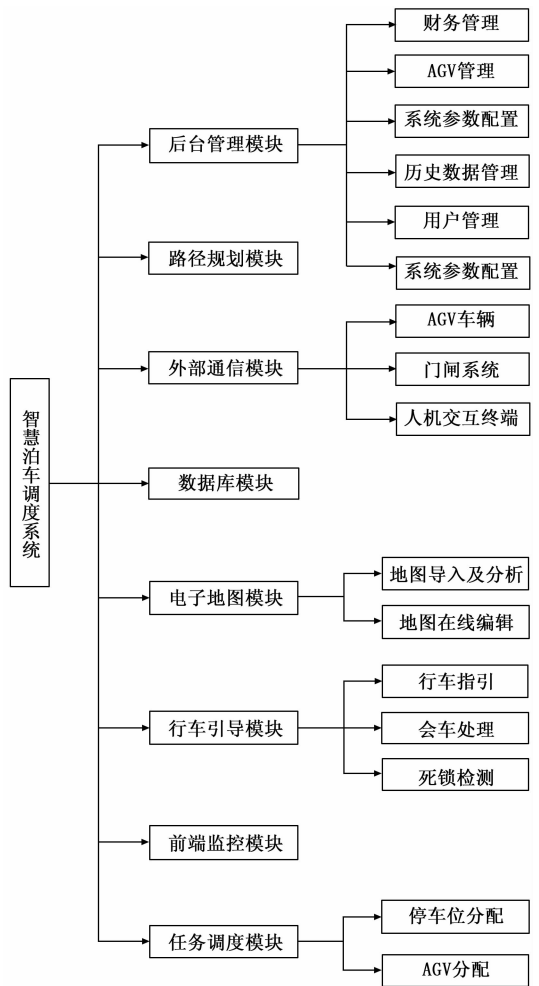 智慧泊车调度系统
后台管理模块
财务管理
AGV管理
系统参数配置
历史数据管理
用户管理
系统参数配置
路径规划模块
外部通信模块
AGV车辆
门闸系统
人机交互终端
数据库模块
电子地图模块
地图导入及分析
地图在线编辑
行车引导模块
行车指引
会车处理
死锁检测
前端监控模块
任务调度模块
停车位分配
AGV分配